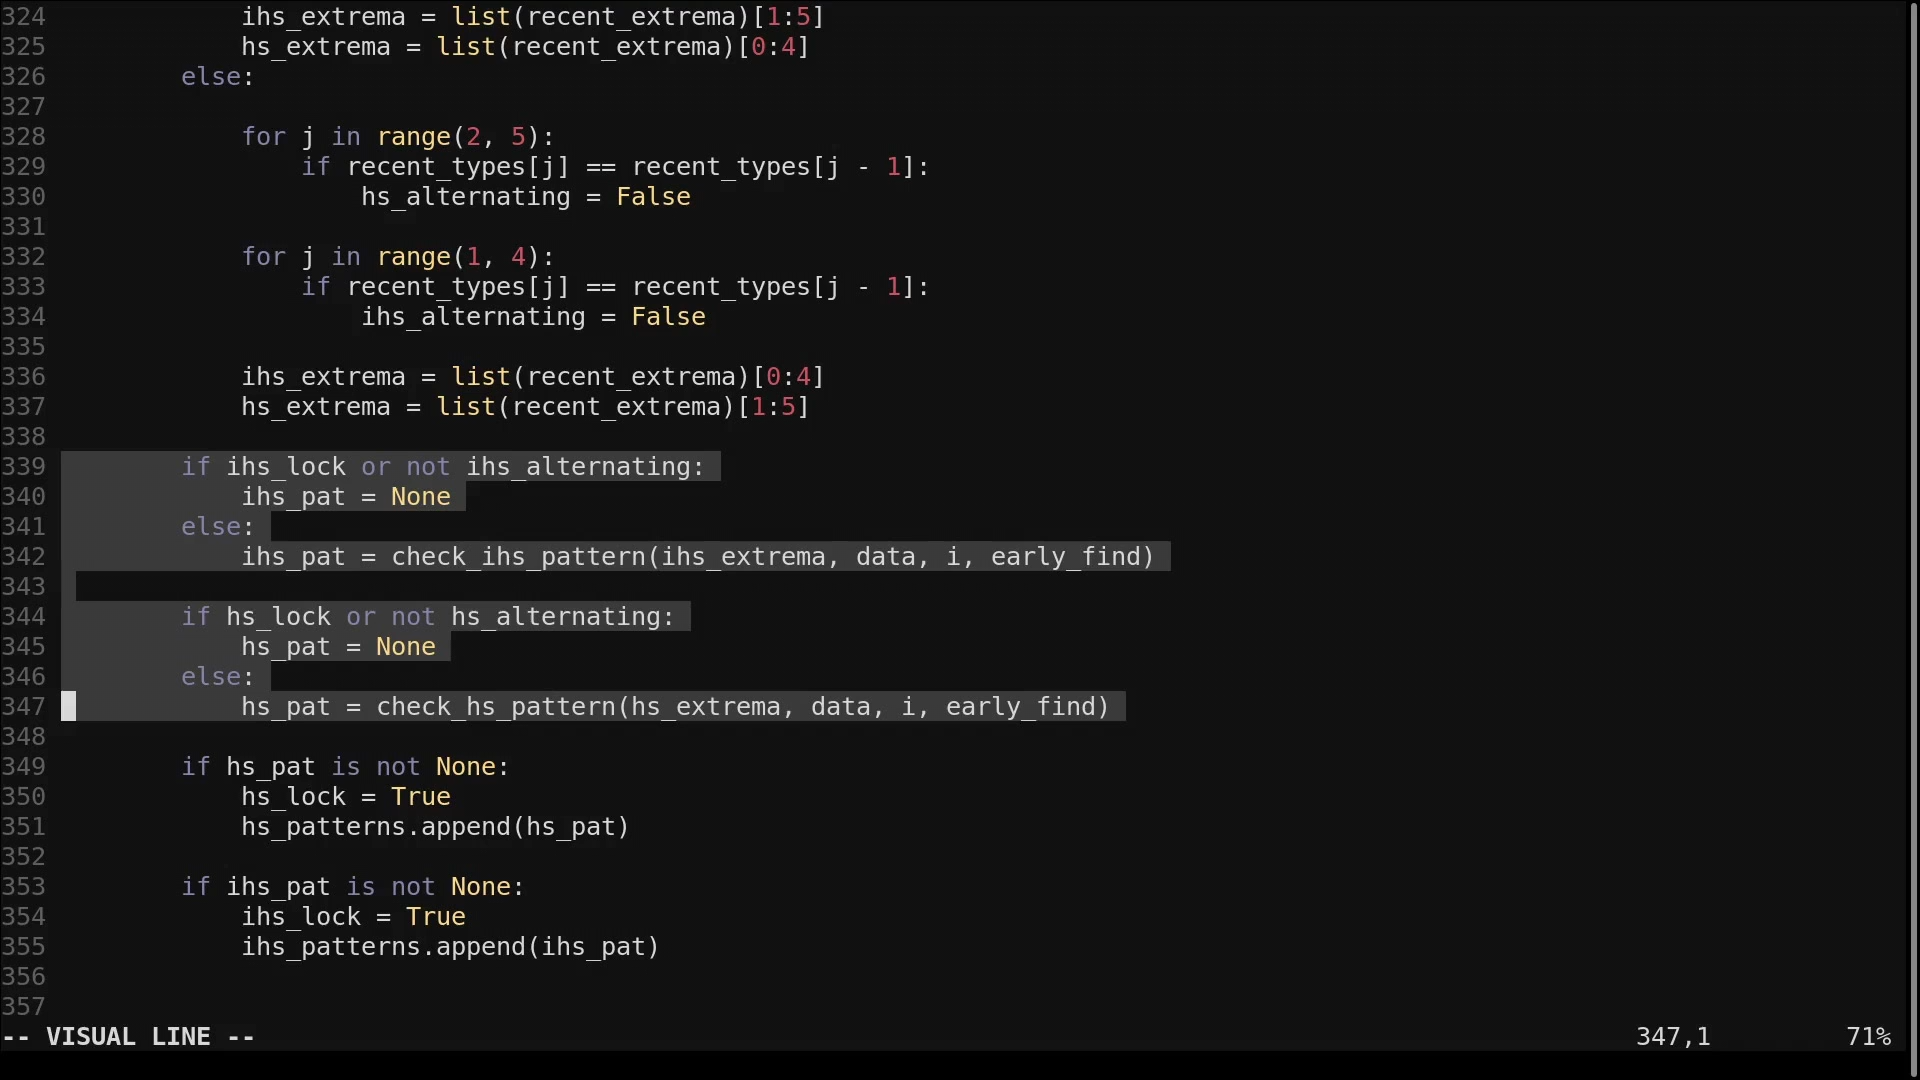 324             ihs_extrema = list(recent_extrema)[1:5]
325             hs_extrema = list(recent_extrema)[0:4]
326         else:
327
328             for j in range(2, 5):
329                 if recent_types[j] == recent_types[j - 1]:
330                     hs_alternating = False
331
332             for j in range(1, 4):
333                 if recent_types[j] == recent_types[j - 1]:
334                     ihs_alternating = False
335
336             ihs_extrema = list(recent_extrema)[0:4]
337             hs_extrema = list(recent_extrema)[1:5]
338
339         if ihs_lock or not ihs_alternating:
340             ihs_pat = None
341         else:
342             ihs_pat = check_ihs_pattern(ihs_extrema, data, i, early_find)
343
344         if hs_lock or not hs_alternating:
345             hs_pat = None
346         else:
347             hs_pat = check_hs_pattern(hs_extrema, data, i, early_find)
348
349         if hs_pat is not None:
350             hs_lock = True
351             hs_patterns.append(hs_pat)
352
353         if ihs_pat is not None:
354             ihs_lock = True
355             ihs_patterns.append(ihs_pat)
356
357
-- VISUAL LINE -- 347,1 71%